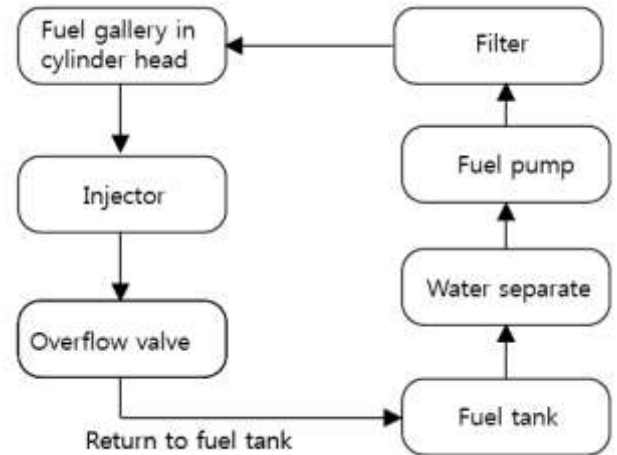 Fuel gallery in
cylinder head
Filter
Fuel pump
Injector
Water separate
Overflow valve
Fuel tank
Return to fuel tank